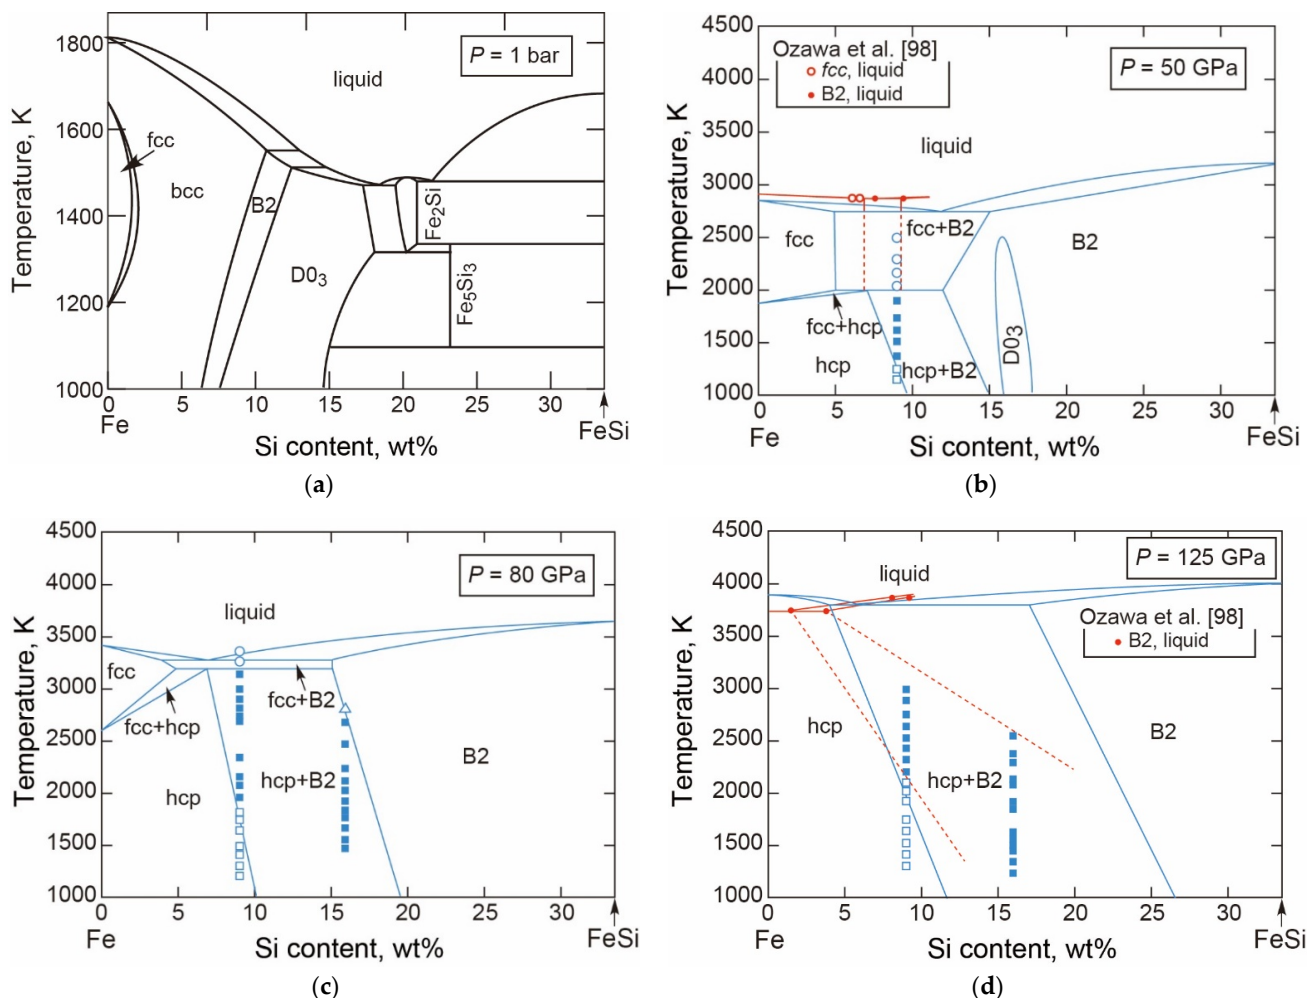 1800
1600
1400
1200
1000
Temperature, K
P = 1 bar
liquid
fcc
bcc
B2
D0₃
Fe₂Si
Fe₅Si₃
0 5 10 15 20 25 30
Fe
Si content, wt%
FeSi
(a)
4500
4000
3500
3000
2500
2000
1500
1000
Temperature, K
Ozawa et al. [98]
fcc, liquid
B2, liquid
P = 50 GPa
liquid
fcc
fcc+B2
B2
fcc+hcp
hcp
hcp+B2
D0₃
0 5 10 15 20 25 30
Fe
Si content, wt%
FeSi
(b)
4500
4000
3500
3000
2500
2000
1500
1000
Temperature, K
P = 80 GPa
liquid
fcc
fcc+hcp
fcc+B2
hcp
hcp+B2
B2
0 5 10 15 20 25 30
Fe
Si content, wt%
FeSi
(c)
4500
4000
3500
3000
2500
2000
1500
1000
Temperature, K
P = 125 GPa
liquid
Ozawa et al. [98]
B2, liquid
hcp
hcp+B2
B2
0 5 10 15 20 25 30
Fe
Si content, wt%
FeSi
(d)